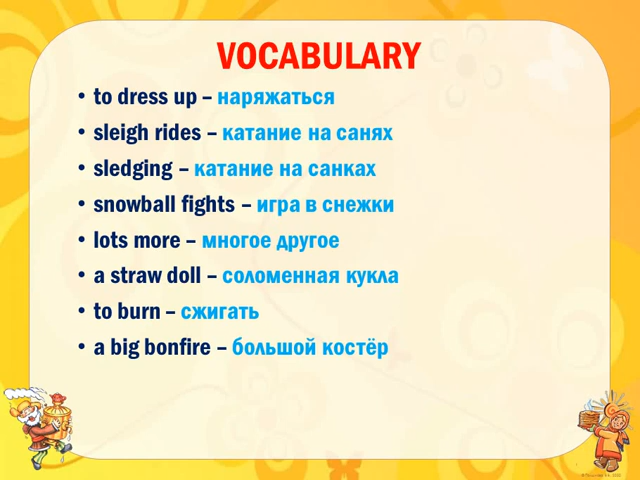 VOCABULARY
• to dress up – наряжаться
• sleigh rides – катание на санях
• sledging – катание на санках
• snowball fights – игра в снежки
• lots more – многое другое
• a straw doll – соломенная кукла
• to burn – сжигать
• a big bonfire – большой костёр